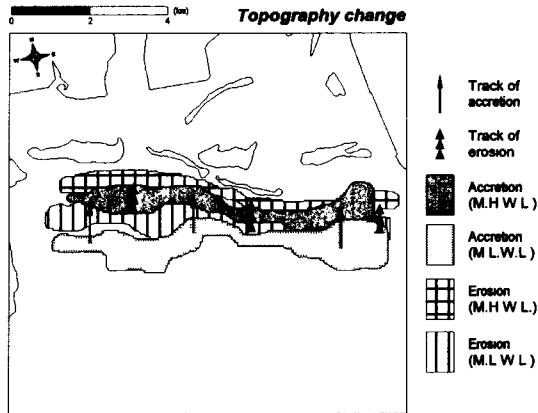 (km)
0 2 4
Topography change
N
W
E
S
Track of
accretion
Track of
erosion
Accretion
(M.H W L)
Accretion
(M L.W.L )
Erosion
(M.H W L.)
Erosion
(M.L W L )